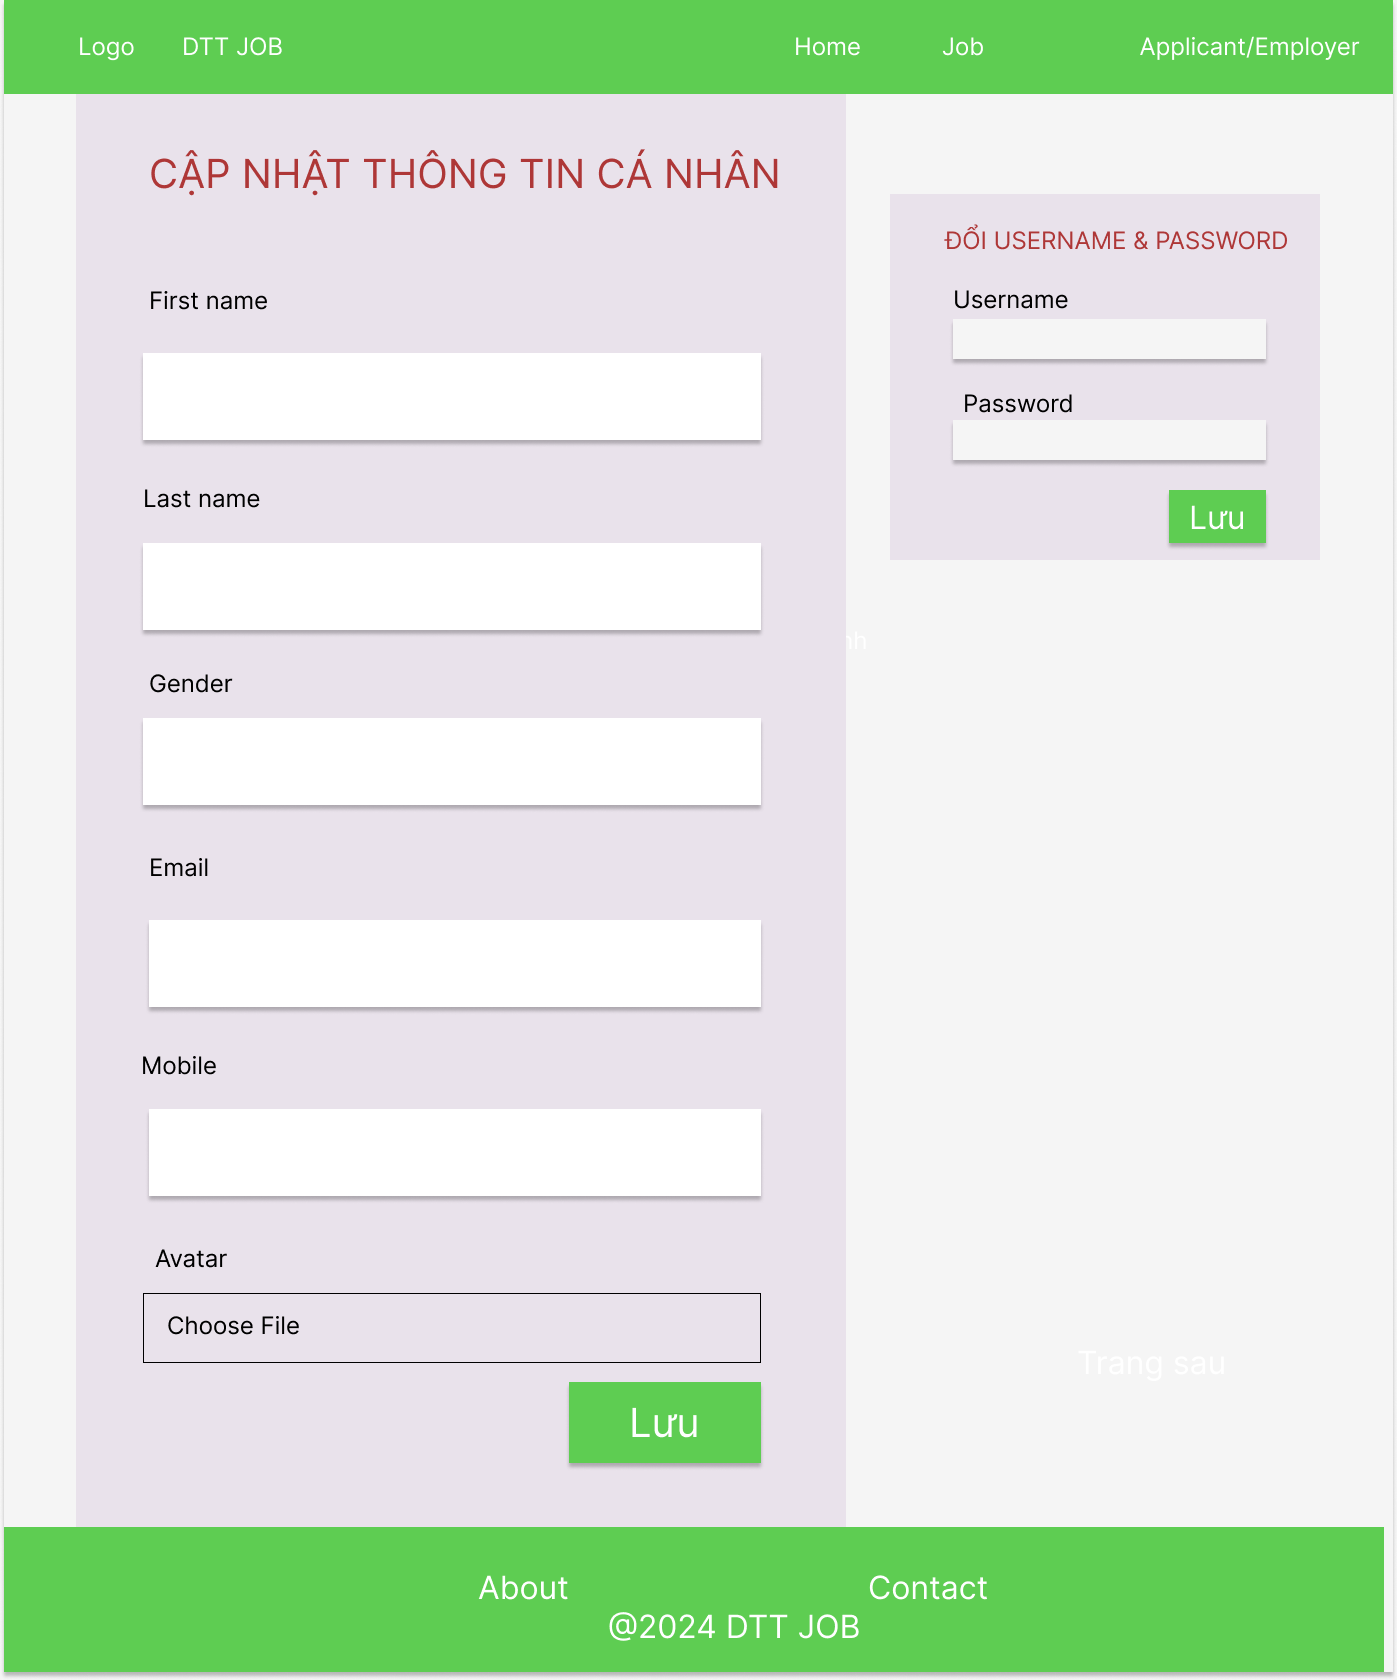 Logo DTT JOB Home Job Applicant/Employer
CẬP NHẬT THÔNG TIN CÁ NHÂN
First name
Last name
Gender
Email
Mobile
Avatar
Choose File
Lưu
ĐỔI USERNAME & PASSWORD
Username
Password
Lưu
Trang sau
About Contact
@2024 DTT JOB